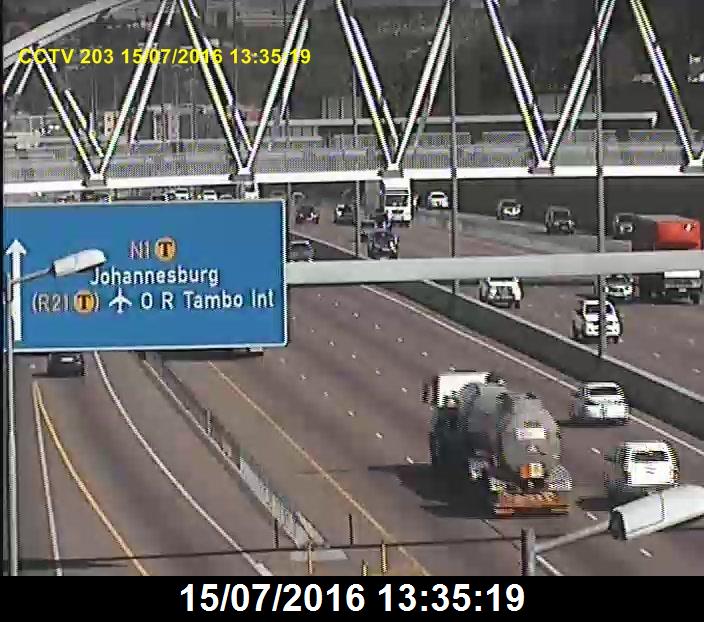 CCTV 203 15/07/2016 13:35:19
N1 T
Johannesburg
(R21 T) O R Tambo Int
15/07/2016 13:35:19